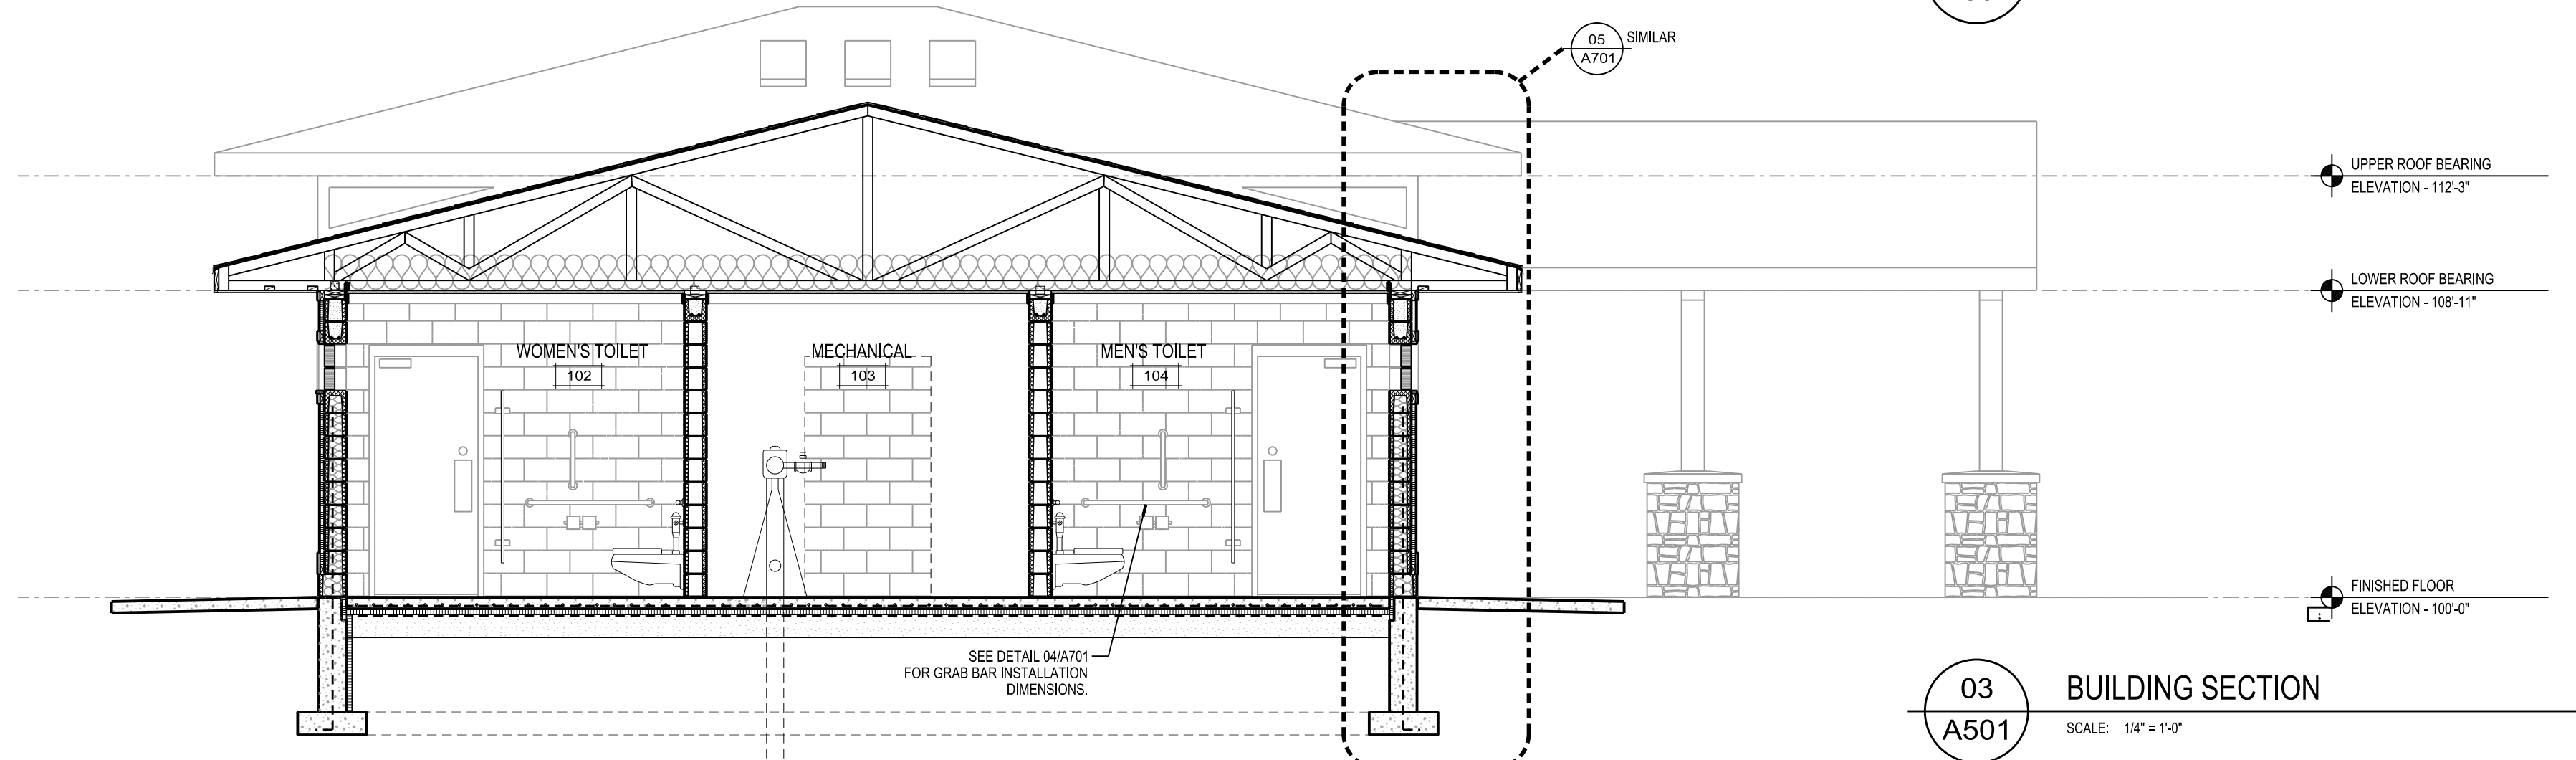 05
SIMILAR
A701
UPPER ROOF BEARING
ELEVATION - 112'-3"
LOWER ROOF BEARING
ELEVATION - 108'-11"
WOMEN'S TOILET
102
MECHANICAL
103
MEN'S TOILET
104
FINISHED FLOOR
ELEVATION - 100'-0"
SEE DETAIL 04/A701
FOR GRAB BAR INSTALLATION
DIMENSIONS.
03
A501
BUILDING SECTION
SCALE: 1/4" = 1'-0"